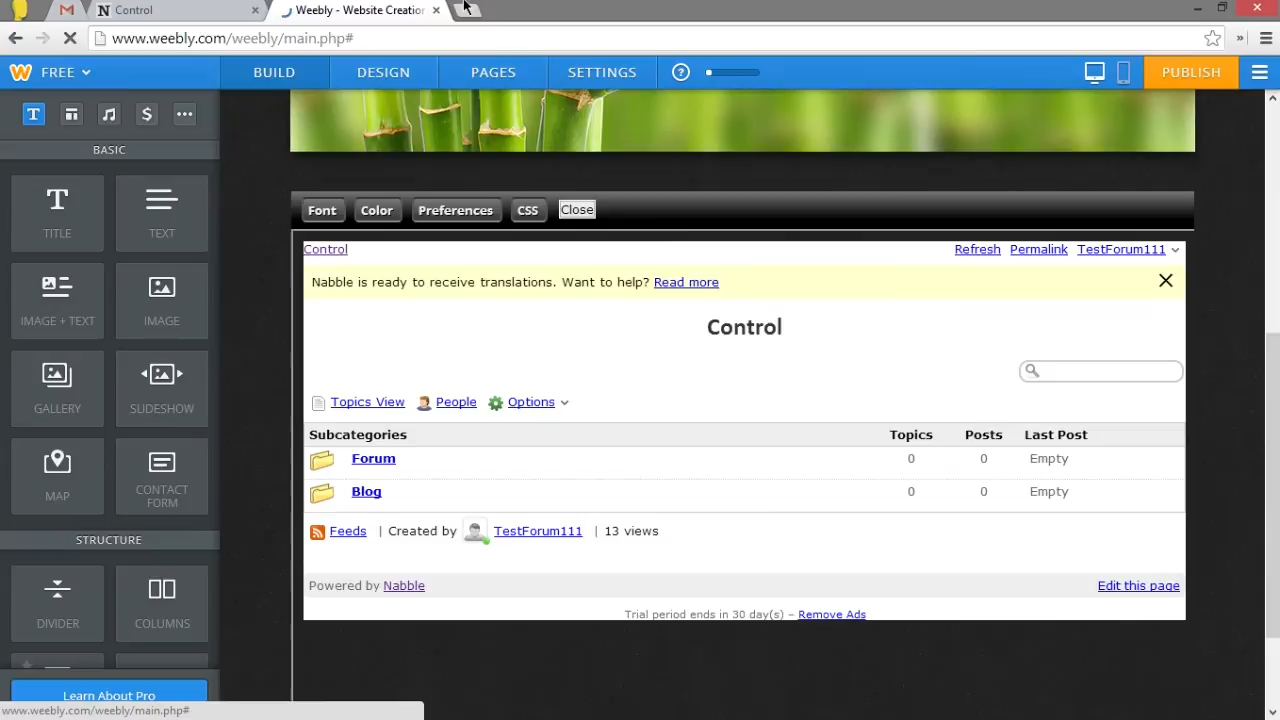 Control
Weebly - Website Creation
www.weebly.com/weebly/main.php#
FREE
BUILD
DESIGN
PAGES
SETTINGS
?
PUBLISH
T
$
BASIC
T
TITLE
TEXT
IMAGE + TEXT
IMAGE
GALLERY
SLIDESHOW
MAP
CONTACT
FORM
STRUCTURE
DIVIDER
COLUMNS
Learn About Pro
www.weebly.com/weebly/main.php#
Font
Color
Preferences
CSS
Close
Control
Refresh
Permalink
TestForum111
Nabble is ready to receive translations. Want to help? Read more
Control
Topics View
People
Options
Subcategories Topics Posts Last Post
Forum 0 0 Empty
Blog 0 0 Empty
Feeds | Created by TestForum111 | 13 views
Powered by Nabble
Edit this page
Trial period ends in 30 day(s) – Remove Ads